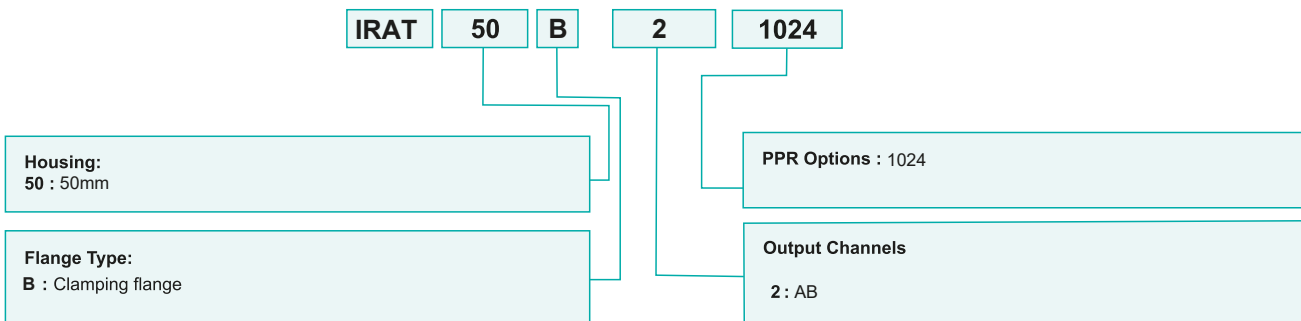 IRAT 50 B 2 1024
Housing:
50 : 50mm
PPR Options : 1024
Flange Type:
B : Clamping flange
Output Channels
2 : AB